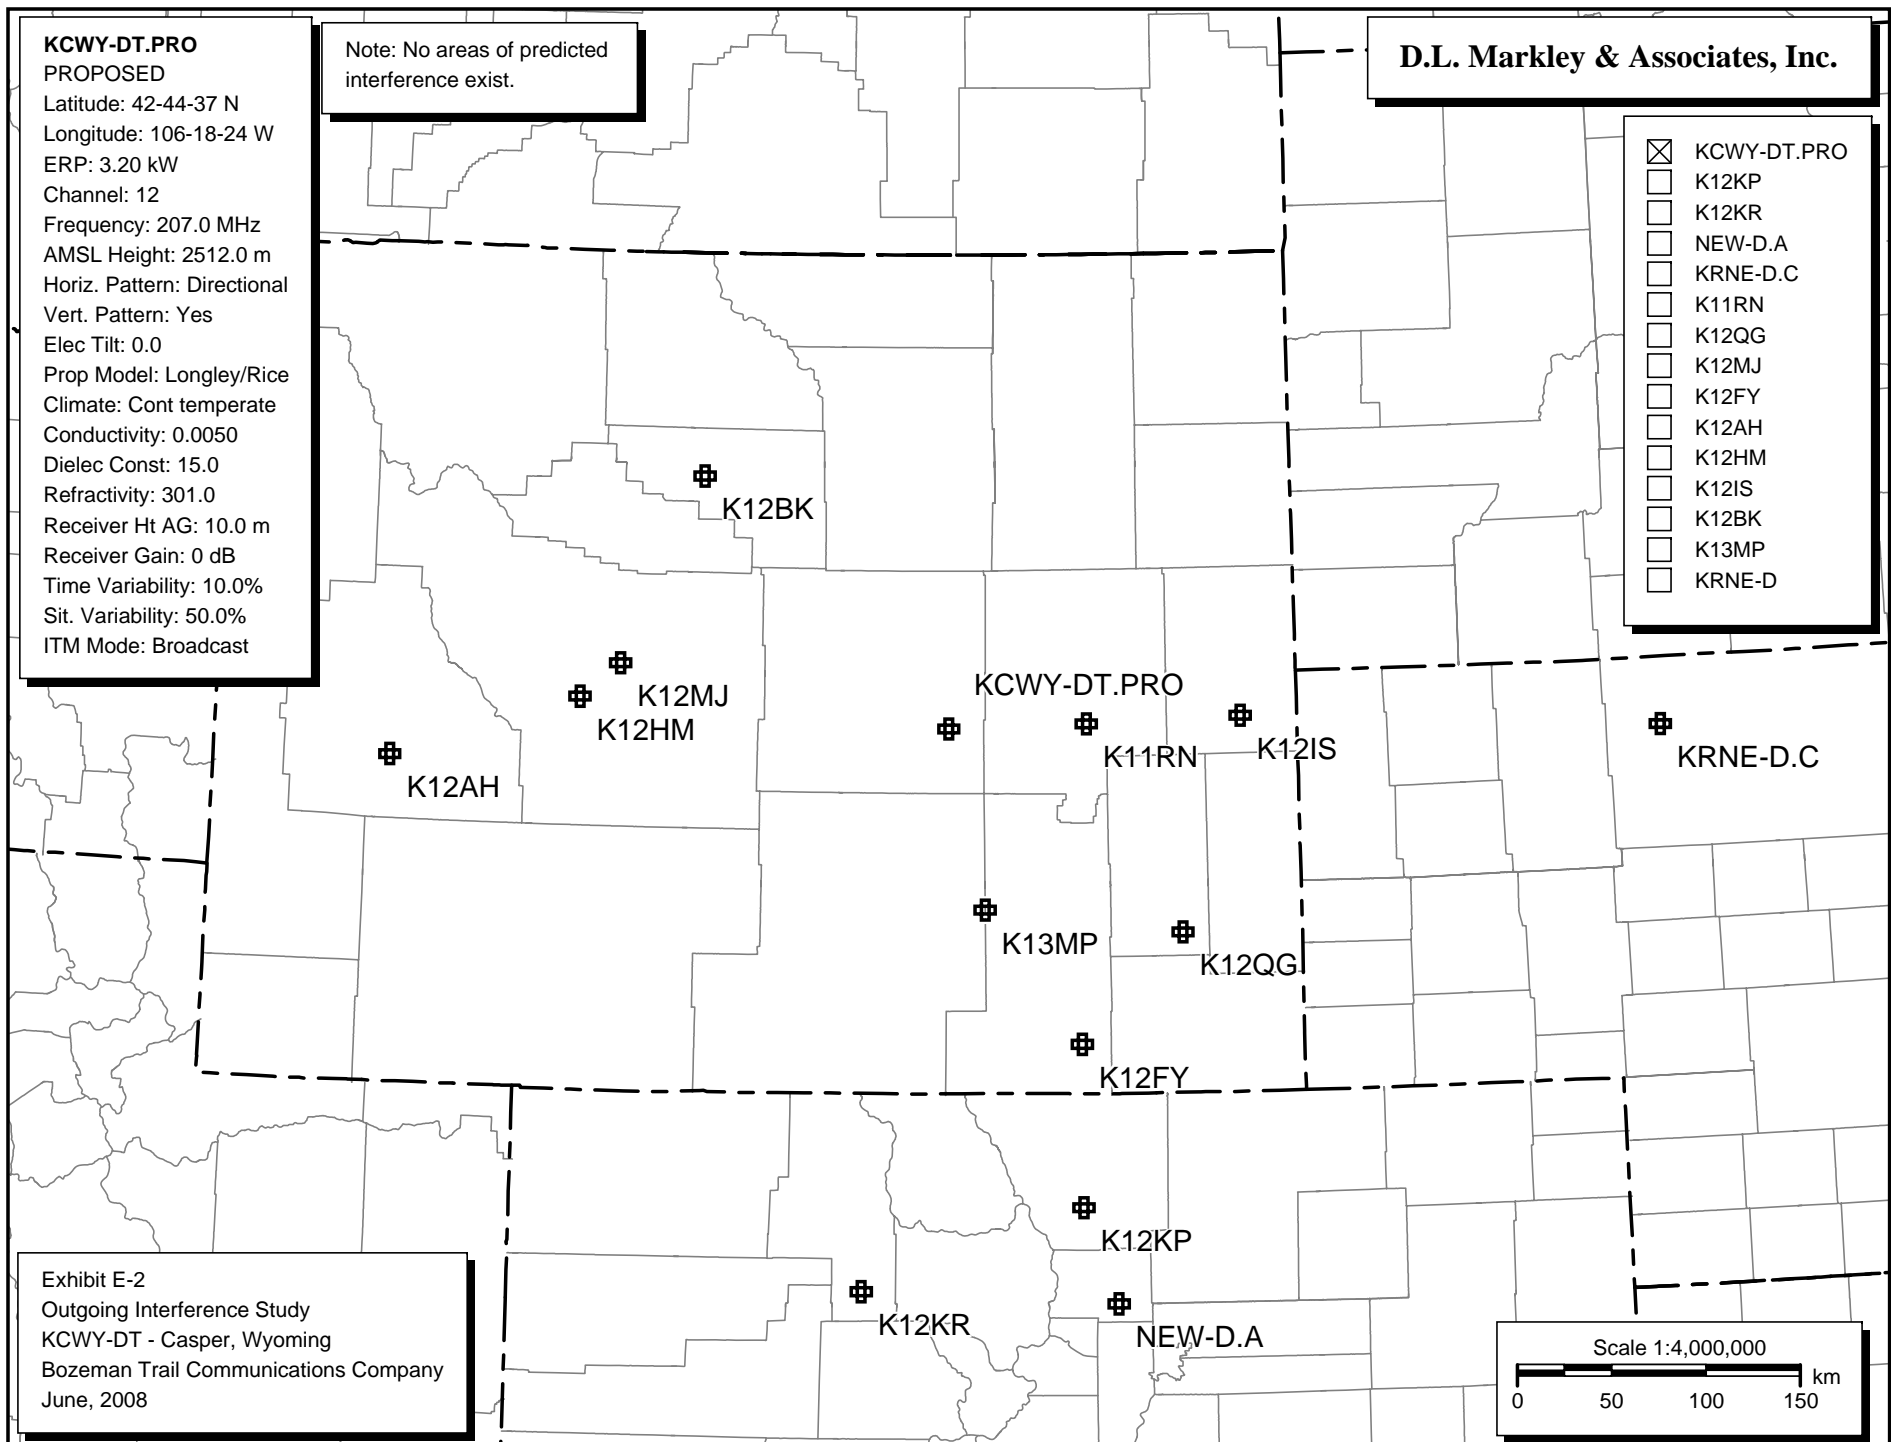 KCWY-DT.PRO
PROPOSED
Latitude: 42-44-37 N
Longitude: 106-18-24 W
ERP: 3.20 kW
Channel: 12
Frequency: 207.0 MHz
AMSL Height: 2512.0 m
Horiz. Pattern: Directional
Vert. Pattern: Yes
Elec Tilt: 0.0
Prop Model: Longley/Rice
Climate: Cont temperate
Conductivity: 0.0050
Dielec Const: 15.0
Refractivity: 301.0
Receiver Ht AG: 10.0 m
Receiver Gain: 0 dB
Time Variability: 10.0%
Sit. Variability: 50.0%
ITM Mode: Broadcast
Note: No areas of predicted
interference exist.
D.L. Markley & Associates, Inc.
KCWY-DT.PRO
K12KP
K12KR
NEW-D.A
KRNE-D.C
K11RN
K12QG
K12MJ
K12FY
K12AH
K12HM
K12IS
K12BK
K13MP
KRNE-D
K12BK
KCWY-DT.PRO
K12MJ
K12HM
K12AH
K11RN
K12IS
KRNE-D.C
K13MP
K12QG
K12FY
K12KP
K12KR
NEW-D.A
Exhibit E-2
Outgoing Interference Study
KCWY-DT - Casper, Wyoming
Bozeman Trail Communications Company
June, 2008
Scale 1:4,000,000
km
0 50 100 150